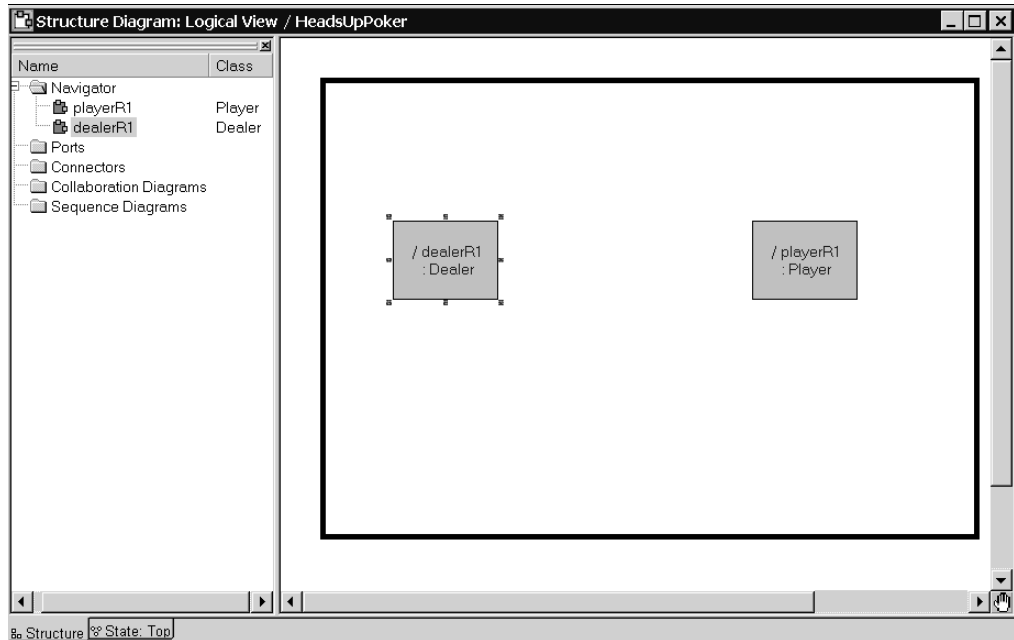 Structure Diagram: Logical View / HeadsUpPoker
Name Class
Navigator
playerR1 Player
dealerR1 Dealer
Ports
Connectors
Collaboration Diagrams
Sequence Diagrams
/ dealerR1
: Dealer
/ playerR1
: Player
Structure State: Top